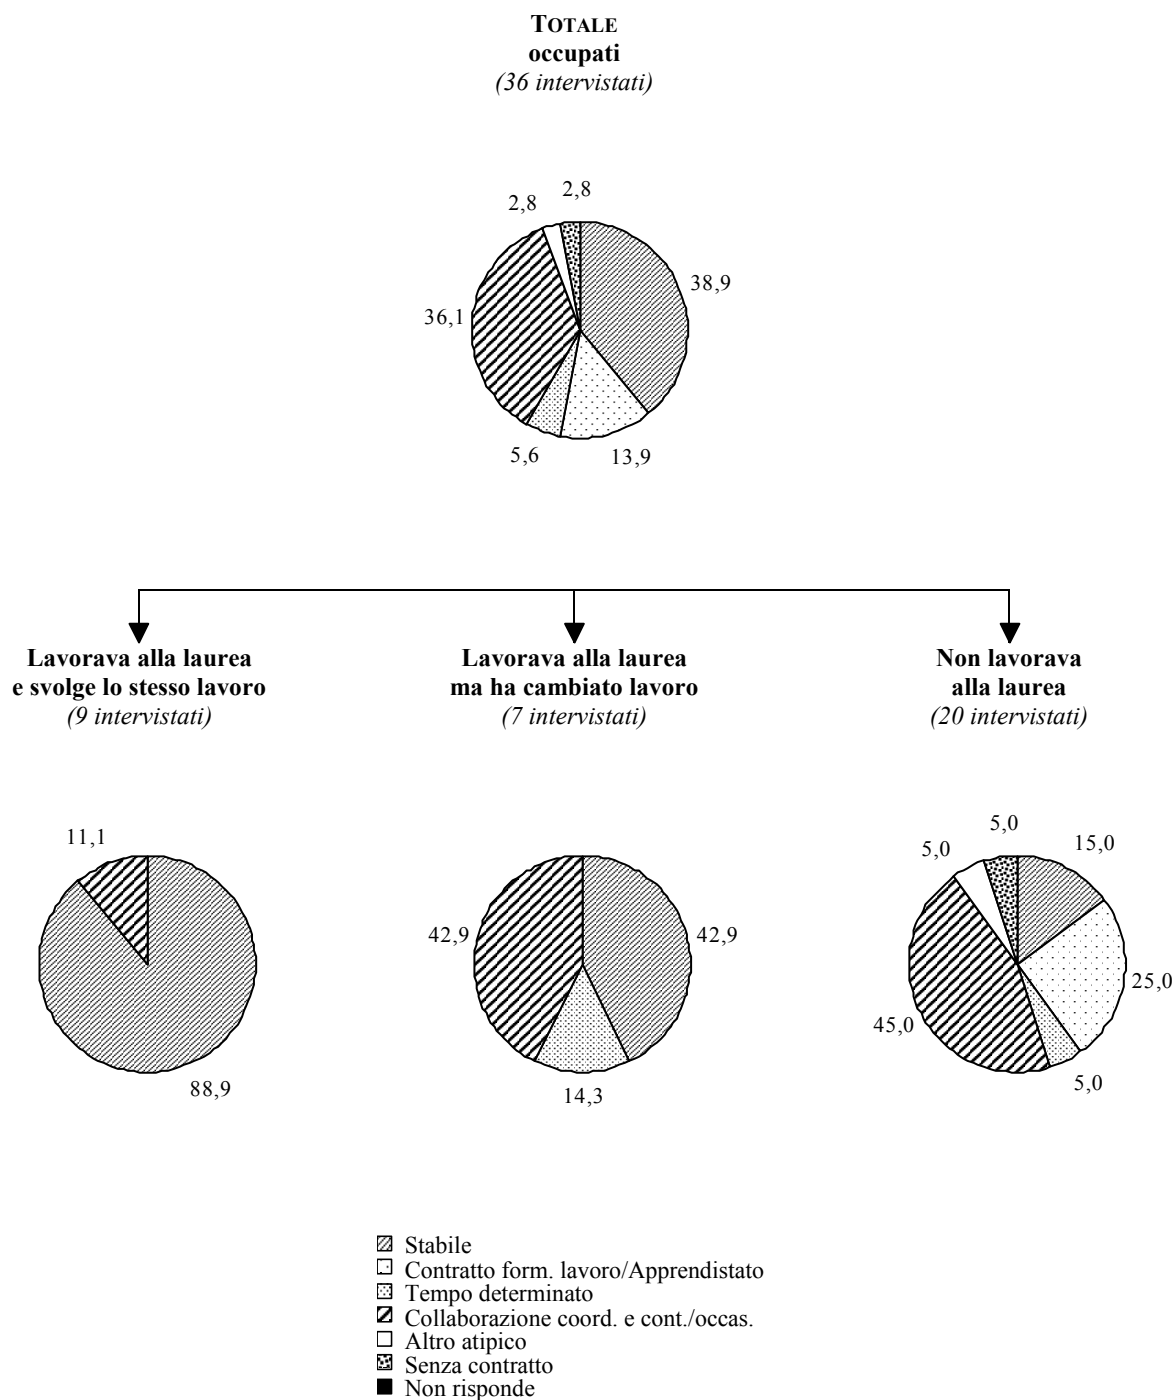 TOTALE
occupati
(36 intervistati)
2,8
2,8
38,9
36,1
5,6
13,9
Lavorava alla laurea
e svolge lo stesso lavoro
(9 intervistati)
Lavorava alla laurea
ma ha cambiato lavoro
(7 intervistati)
Non lavorava
alla laurea
(20 intervistati)
11,1
88,9
42,9
42,9
14,3
5,0
5,0
15,0
25,0
45,0
5,0
Stabile
Contratto form. lavoro/Apprendistato
Tempo determinato
Collaborazione coord. e cont./occas.
Altro atipico
Senza contratto
Non risponde